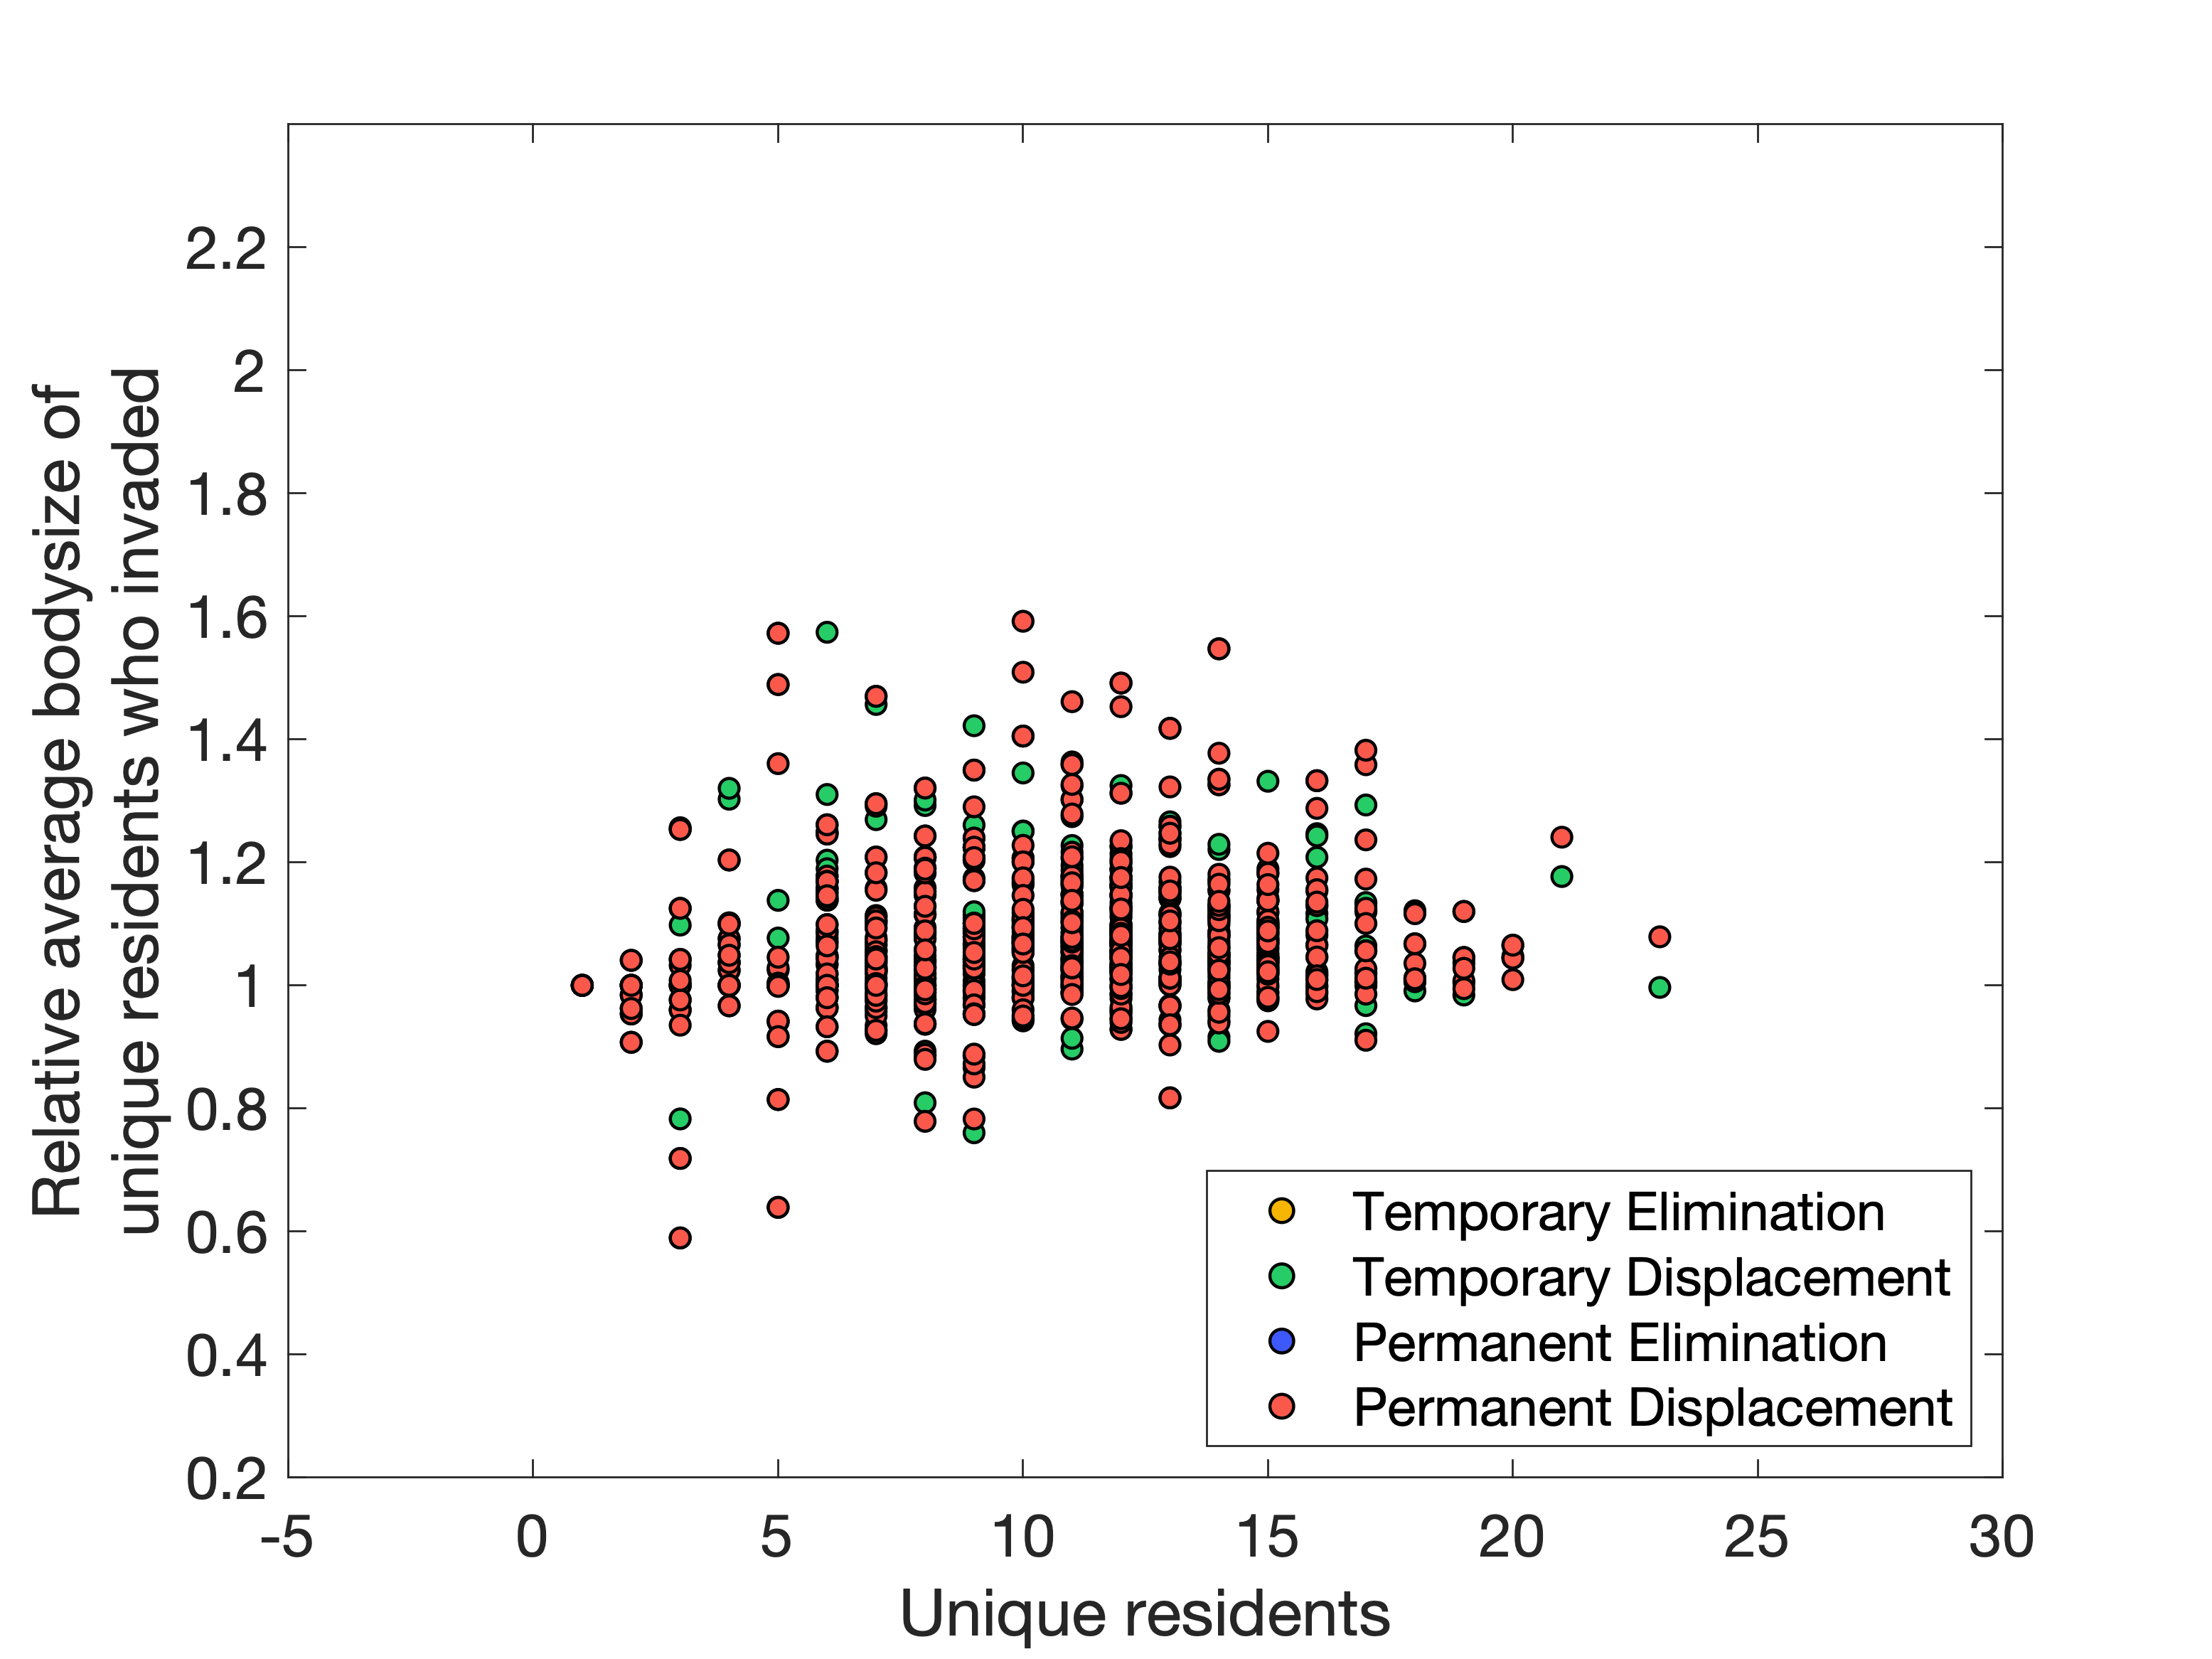 Relative average bodysize of
unique residents who invaded
2.2
2
1.8
1.6
1.4
1.2
1
0.8
0.6
0.4
0.2
-5 0 5 10 15 20 25 30
Unique residents
Temporary Elimination
Temporary Displacement
Permanent Elimination
Permanent Displacement